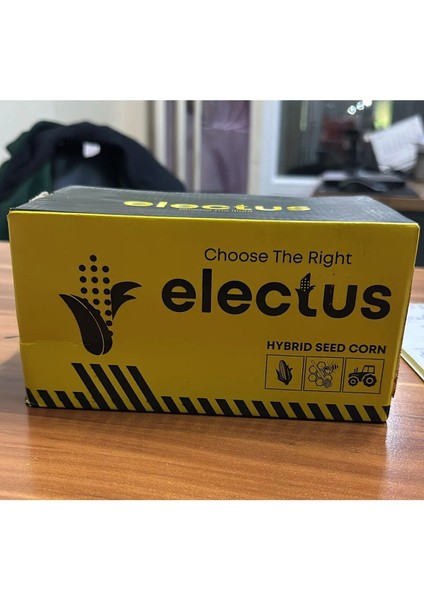 electus
Choose The Right
electus
HYBRID SEED CORN